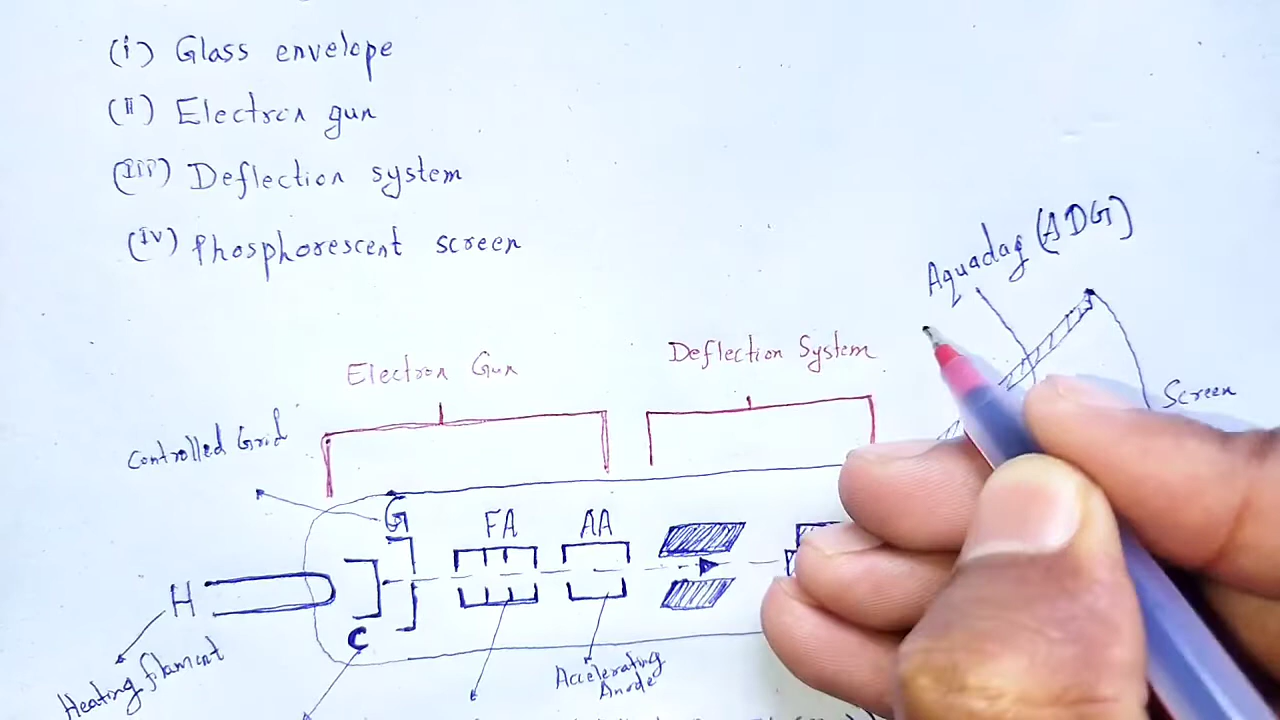 (i) Glass envelope
(II) Electron gun
(III) Deflection system
(IV) Phosphorescent screen
Aquadag (ADG)
Electron Gun
Deflection System
Screen
Controlled Grid
G
FA
AA
H
C
Heating filament
Accelerating
Anode